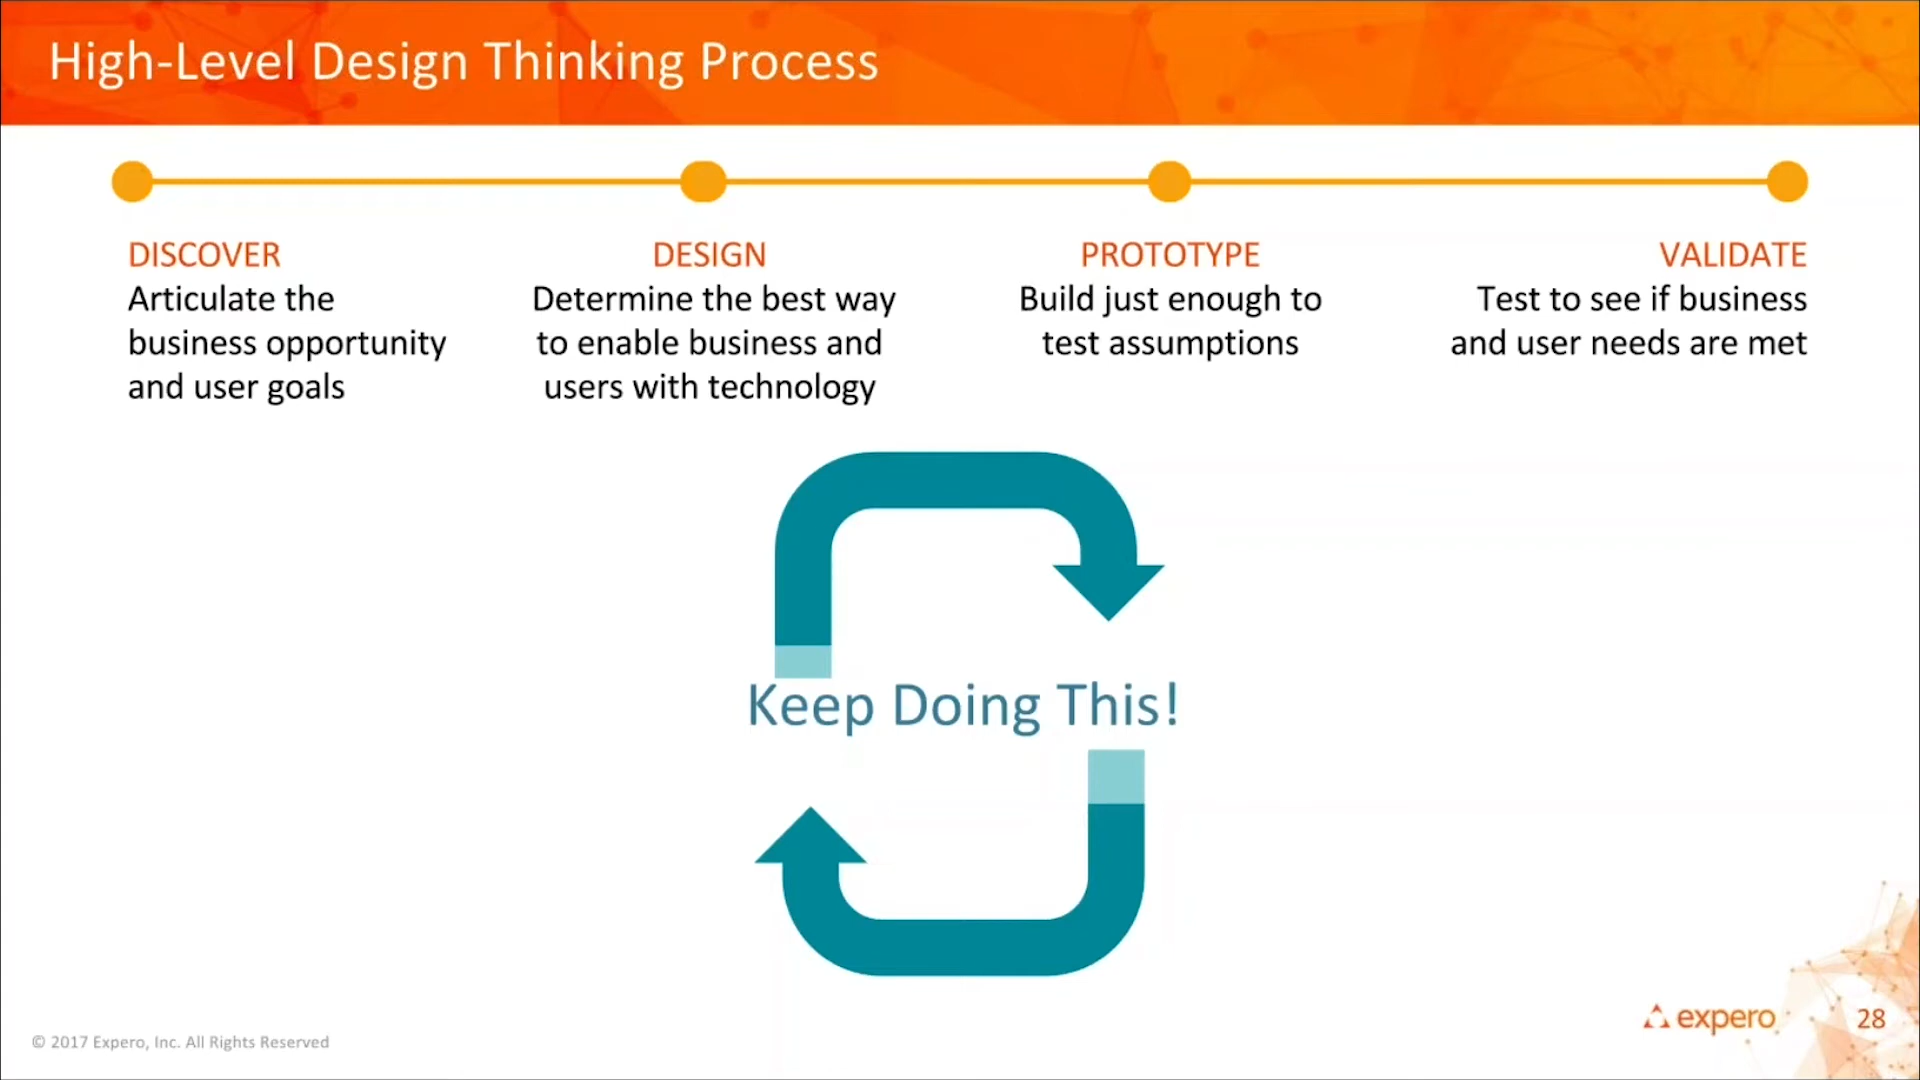 High-Level Design Thinking Process
DISCOVER
Articulate the
business opportunity
and user goals
DESIGN
Determine the best way
to enable business and
users with technology
PROTOTYPE
Build just enough to
test assumptions
VALIDATE
Test to see if business
and user needs are met
Keep Doing This!
© 2017 Expero, Inc. All Rights Reserved
expero
28